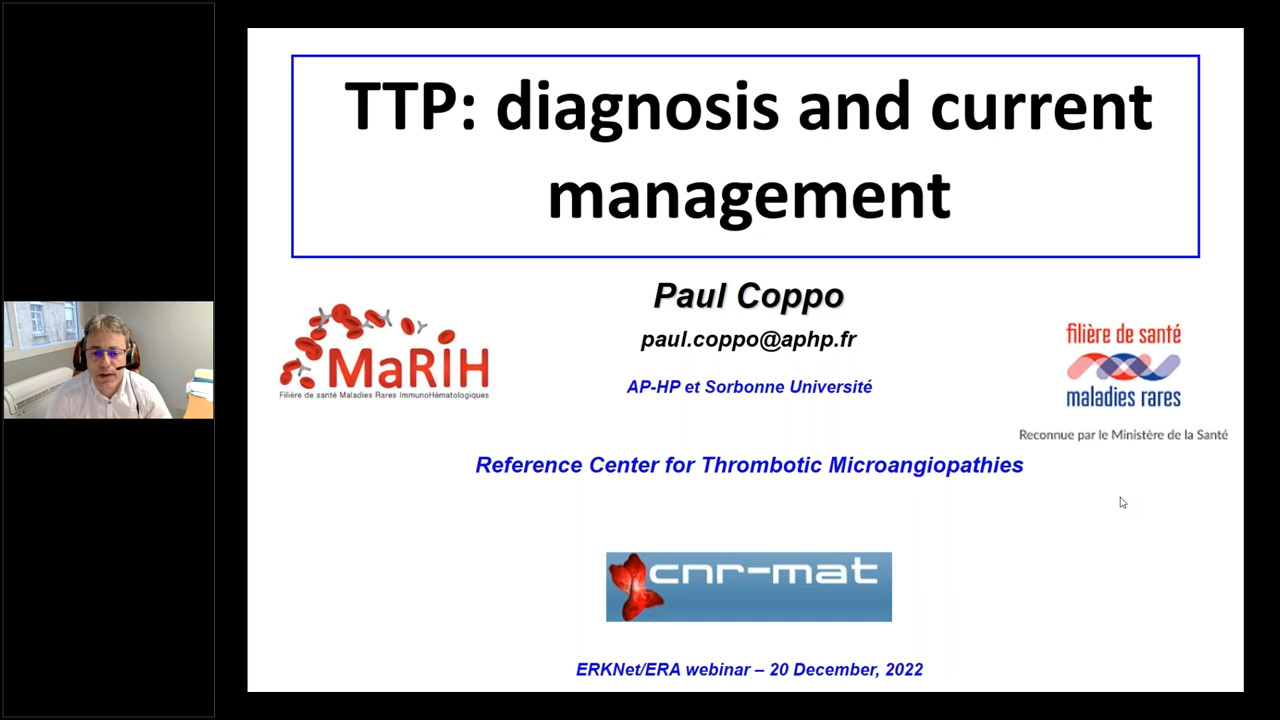 TTP: diagnosis and current
management
Paul Coppo
paul.coppo@aphp.fr
AP-HP et Sorbonne Université
MaRIH
Filière de santé Maladies Rares ImmunoHématologiques
filière de santé
maladies rares
Reconnue par le Ministère de la Santé
Reference Center for Thrombotic Microangiopathies
cnr-mat
ERKNet/ERA webinar – 20 December, 2022